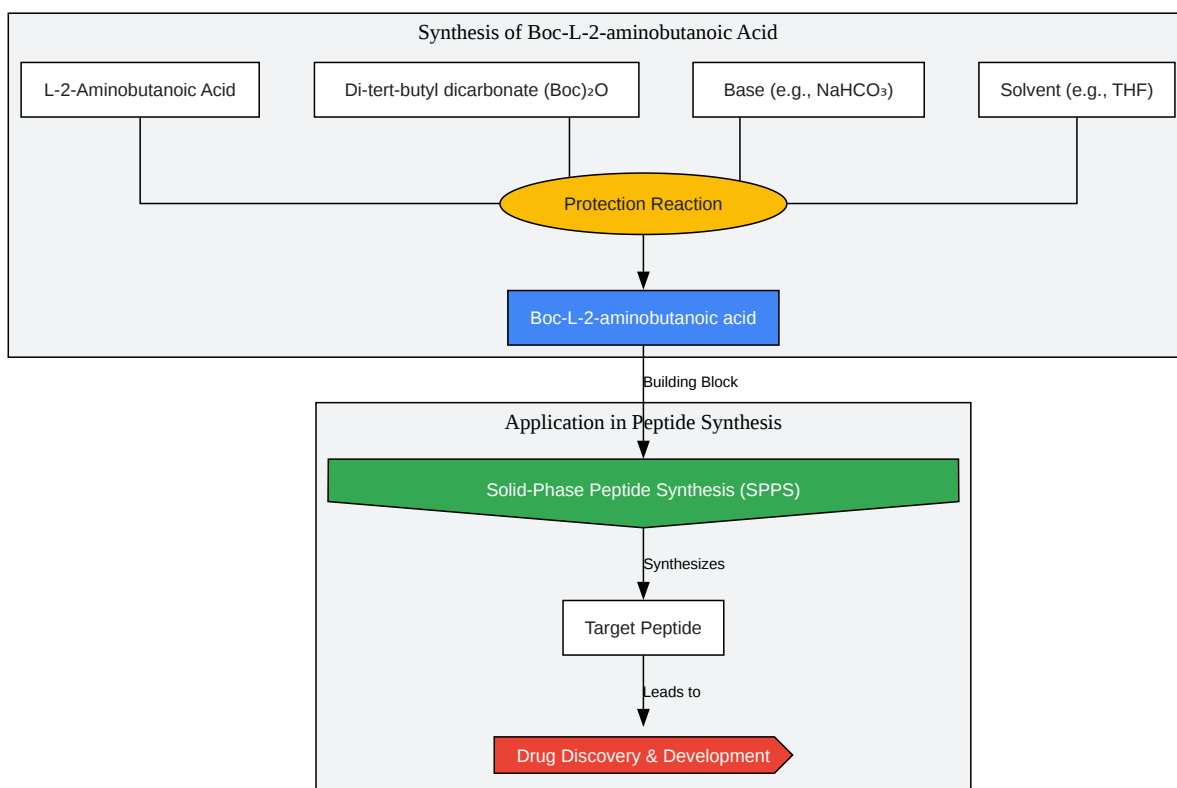 Synthesis of Boc-L-2-aminobutanoic Acid
L-2-Aminobutanoic Acid
Di-tert-butyl dicarbonate (Boc)₂O
Base (e.g., NaHCO₃)
Solvent (e.g., THF)
Protection Reaction
Boc-L-2-aminobutanoic acid
Building Block
Application in Peptide Synthesis
Solid-Phase Peptide Synthesis (SPPS)
Synthesizes
Target Peptide
Leads to
Drug Discovery & Development